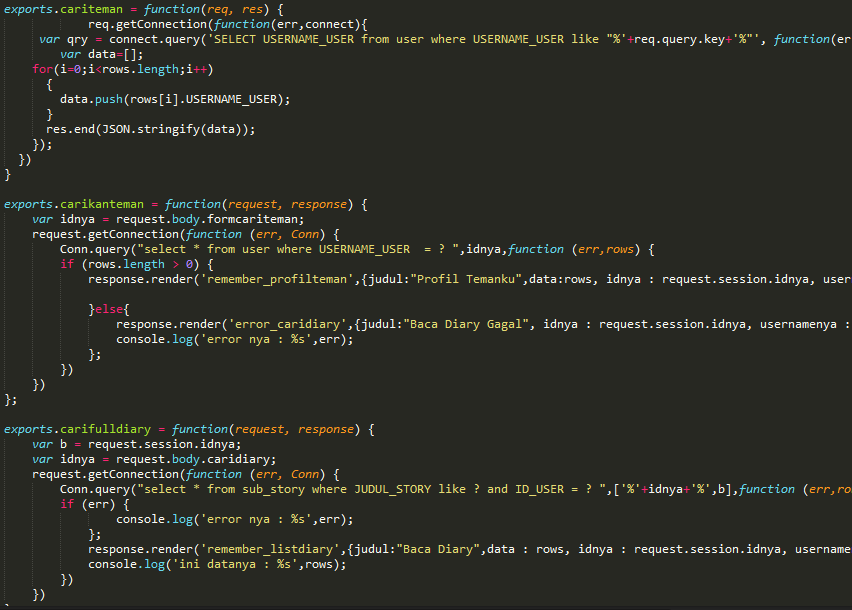 exports.cariteman = function(req, res) {
req.getConnection(function(err,connect){
var qry = connect.query('SELECT USERNAME_USER from user where USERNAME_USER like "%'+req.query.key+'%"', function(er
var data=[];
for(i=0;i<rows.length;i++)
{
data.push(rows[i].USERNAME_USER);
}
res.end(JSON.stringify(data));
});
})
}
exports.carikanteman = function(request, response) {
var idnya = request.body.formcariteman;
request.getConnection(function (err, Conn) {
Conn.query("select * from user where USERNAME_USER  = ? ",idnya,function (err,rows) {
if (rows.length > 0) {
response.render('remember_profilteman',{judul:"Profil Temanku",data:rows, idnya : request.session.idnya, user
}else{
response.render('error_caridiary',{judul:"Baca Diary Gagal", idnya : request.session.idnya, usernamenya :
console.log('error nya : %s',err);
};
})
})
};
exports.carifulldiary = function(request, response) {
var b = request.session.idnya;
var idnya = request.body.caridiary;
request.getConnection(function (err, Conn) {
Conn.query("select * from sub_story where JUDUL_STORY like ? and ID_USER = ? ",['%'+idnya+'%',b],function (err,ro
if (err) {
console.log('error nya : %s',err);
};
response.render('remember_listdiary',{judul:"Baca Diary",data : rows, idnya : request.session.idnya, username
console.log('ini datanya : %s',rows);
})
})